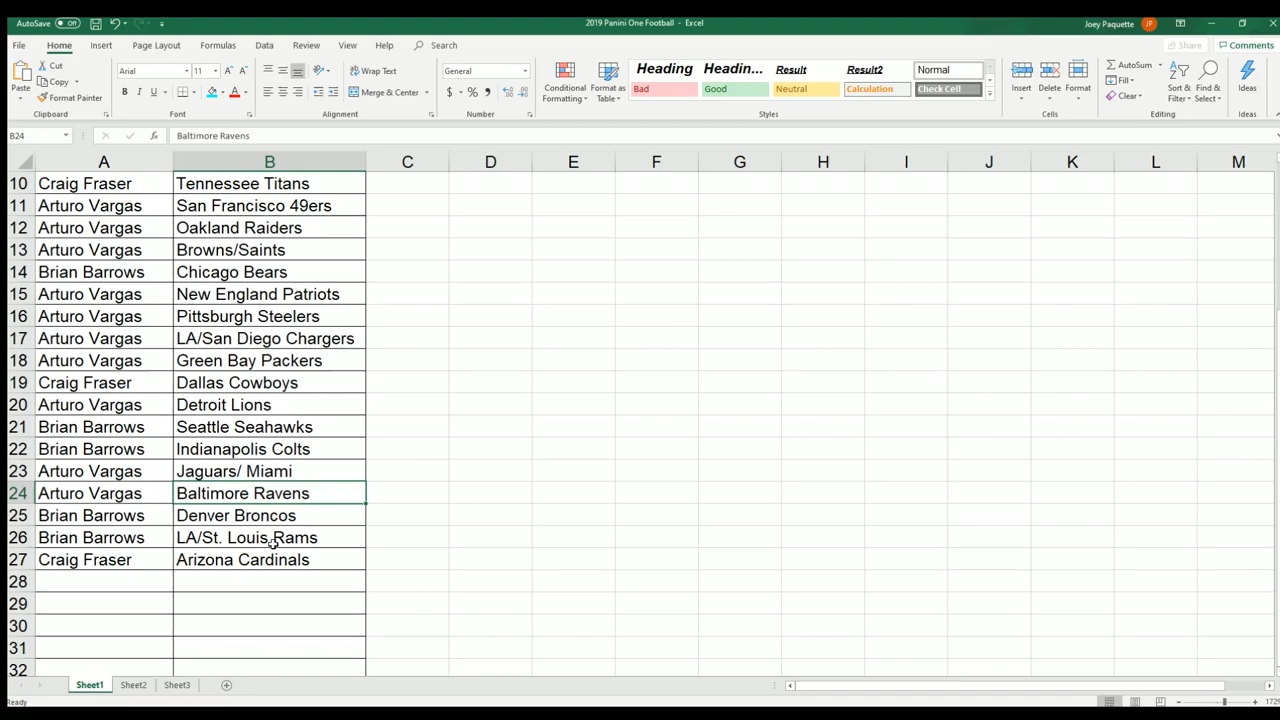 AutoSave Off 2019 Panini One Football - Excel Joey Paquette JP
File Home Insert Page Layout Formulas Data Review View Help Search Share Comments
Paste Cut Copy Format Painter Clipboard
Arial 11 A A B I U A Font
Wrap Text Merge & Center Alignment
General $ % Number
Conditional Formatting Format as Table
Heading Headin... Result Result2 Normal
Bad Good Neutral Calculation Check Cell
Styles
Insert Delete Format Cells
AutoSum Fill Clear Sort & Filter Find & Select Editing
Ideas Ideas
B24 fx Baltimore Ravens
A B C D E F G H I J K L M
10 Craig Fraser Tennessee Titans
11 Arturo Vargas San Francisco 49ers
12 Arturo Vargas Oakland Raiders
13 Arturo Vargas Browns/Saints
14 Brian Barrows Chicago Bears
15 Arturo Vargas New England Patriots
16 Arturo Vargas Pittsburgh Steelers
17 Arturo Vargas LA/San Diego Chargers
18 Arturo Vargas Green Bay Packers
19 Craig Fraser Dallas Cowboys
20 Arturo Vargas Detroit Lions
21 Brian Barrows Seattle Seahawks
22 Brian Barrows Indianapolis Colts
23 Arturo Vargas Jaguars/ Miami
24 Arturo Vargas Baltimore Ravens
25 Brian Barrows Denver Broncos
26 Brian Barrows LA/St. Louis Rams
27 Craig Fraser Arizona Cardinals
28
29
30
31
32
Sheet1 Sheet2 Sheet3
Ready 172